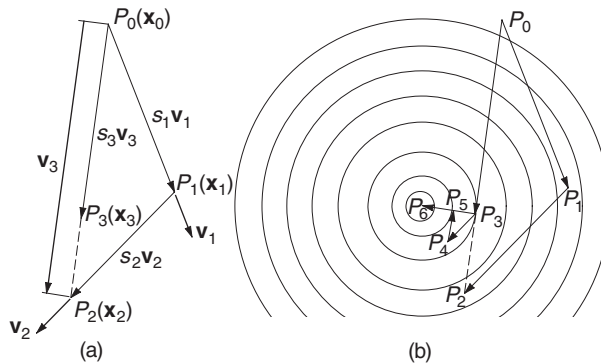 P₀(x₀)
s₁v₁
s₃v₃
v₃
P₁(x₁)
P₃(x₃)
v₁
s₂v₂
P₂(x₂)
v₂
(a)
P₀
P₁
P₅
P₆
P₃
P₄
P₂
(b)